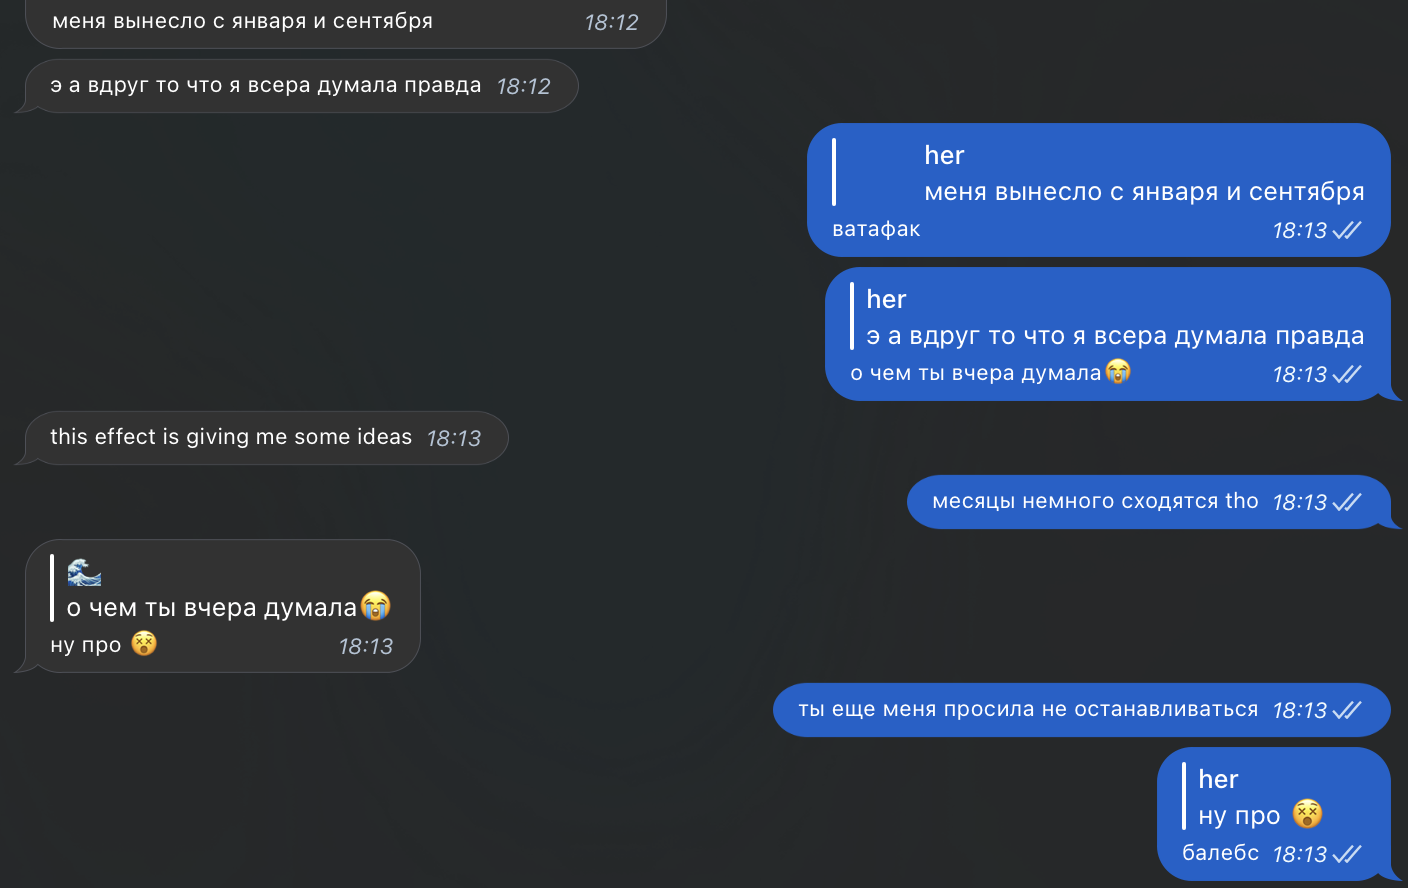 меня вынесло с января и сентября 18:12
э а вдруг то что я всера думала правда 18:12
her
меня вынесло с января и сентября
ватафак 18:13
her
э а вдруг то что я всера думала правда
о чем ты вчера думала😭 18:13
this effect is giving me some ideas 18:13
месяцы немного сходятся tho 18:13
🌊
о чем ты вчера думала😭
ну про 😵 18:13
ты еще меня просила не останавливаться 18:13
her
ну про 😵
балебс 18:13